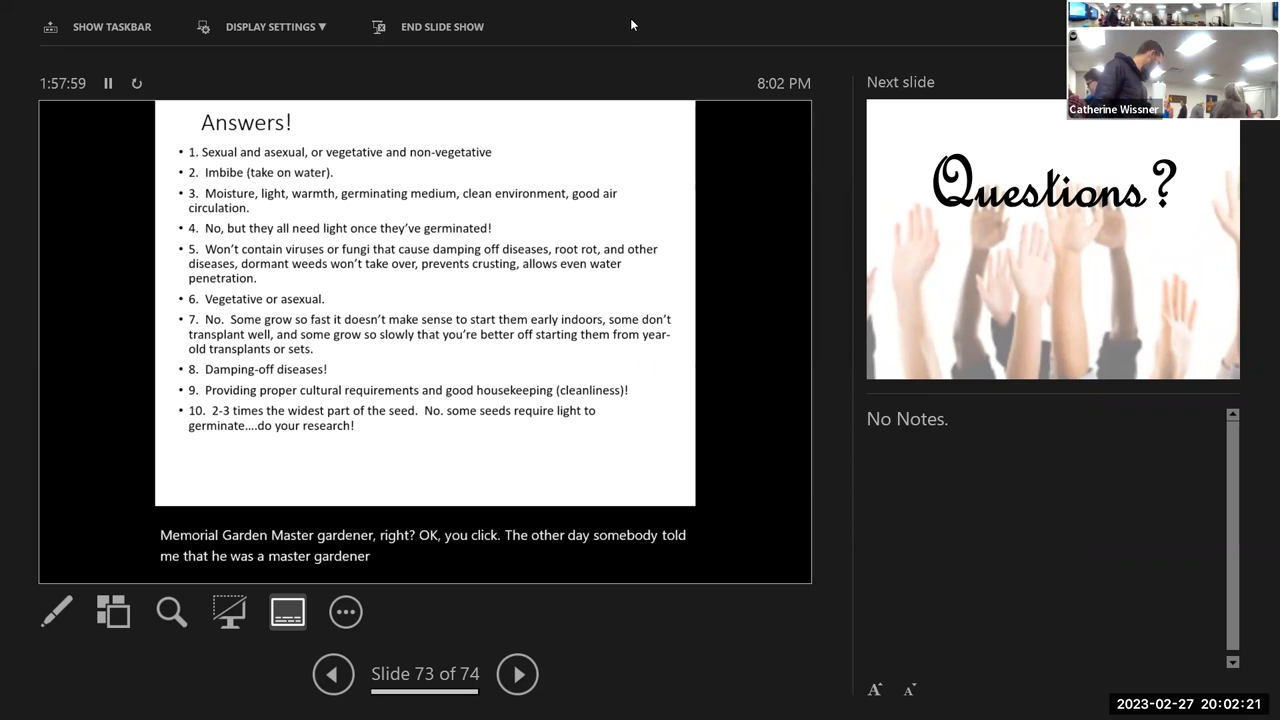 SHOW TASKBAR
DISPLAY SETTINGS ▼
END SLIDE SHOW
Catherine Wissner
1:57:59
8:02 PM
Next slide
Answers!
• 1. Sexual and asexual, or vegetative and non-vegetative
• 2.  Imbibe (take on water).
• 3.  Moisture, light, warmth, germinating medium, clean environment, good air
circulation.
• 4.  No, but they all need light once they’ve germinated!
• 5.  Won’t contain viruses or fungi that cause damping off diseases, root rot, and other
diseases, dormant weeds won’t take over, prevents crusting, allows even water
penetration.
• 6.  Vegetative or asexual.
• 7.  No.  Some grow so fast it doesn’t make sense to start them early indoors, some don’t
transplant well, and some grow so slowly that you’re better off starting them from year-
old transplants or sets.
• 8.  Damping-off diseases!
• 9.  Providing proper cultural requirements and good housekeeping (cleanliness)!
• 10.  2-3 times the widest part of the seed.  No. some seeds require light to
germinate....do your research!
Memorial Garden Master gardener, right? OK, you click. The other day somebody told
me that he was a master gardener
Questions?
No Notes.
Slide 73 of 74
A A
2023-02-27 20:02:21